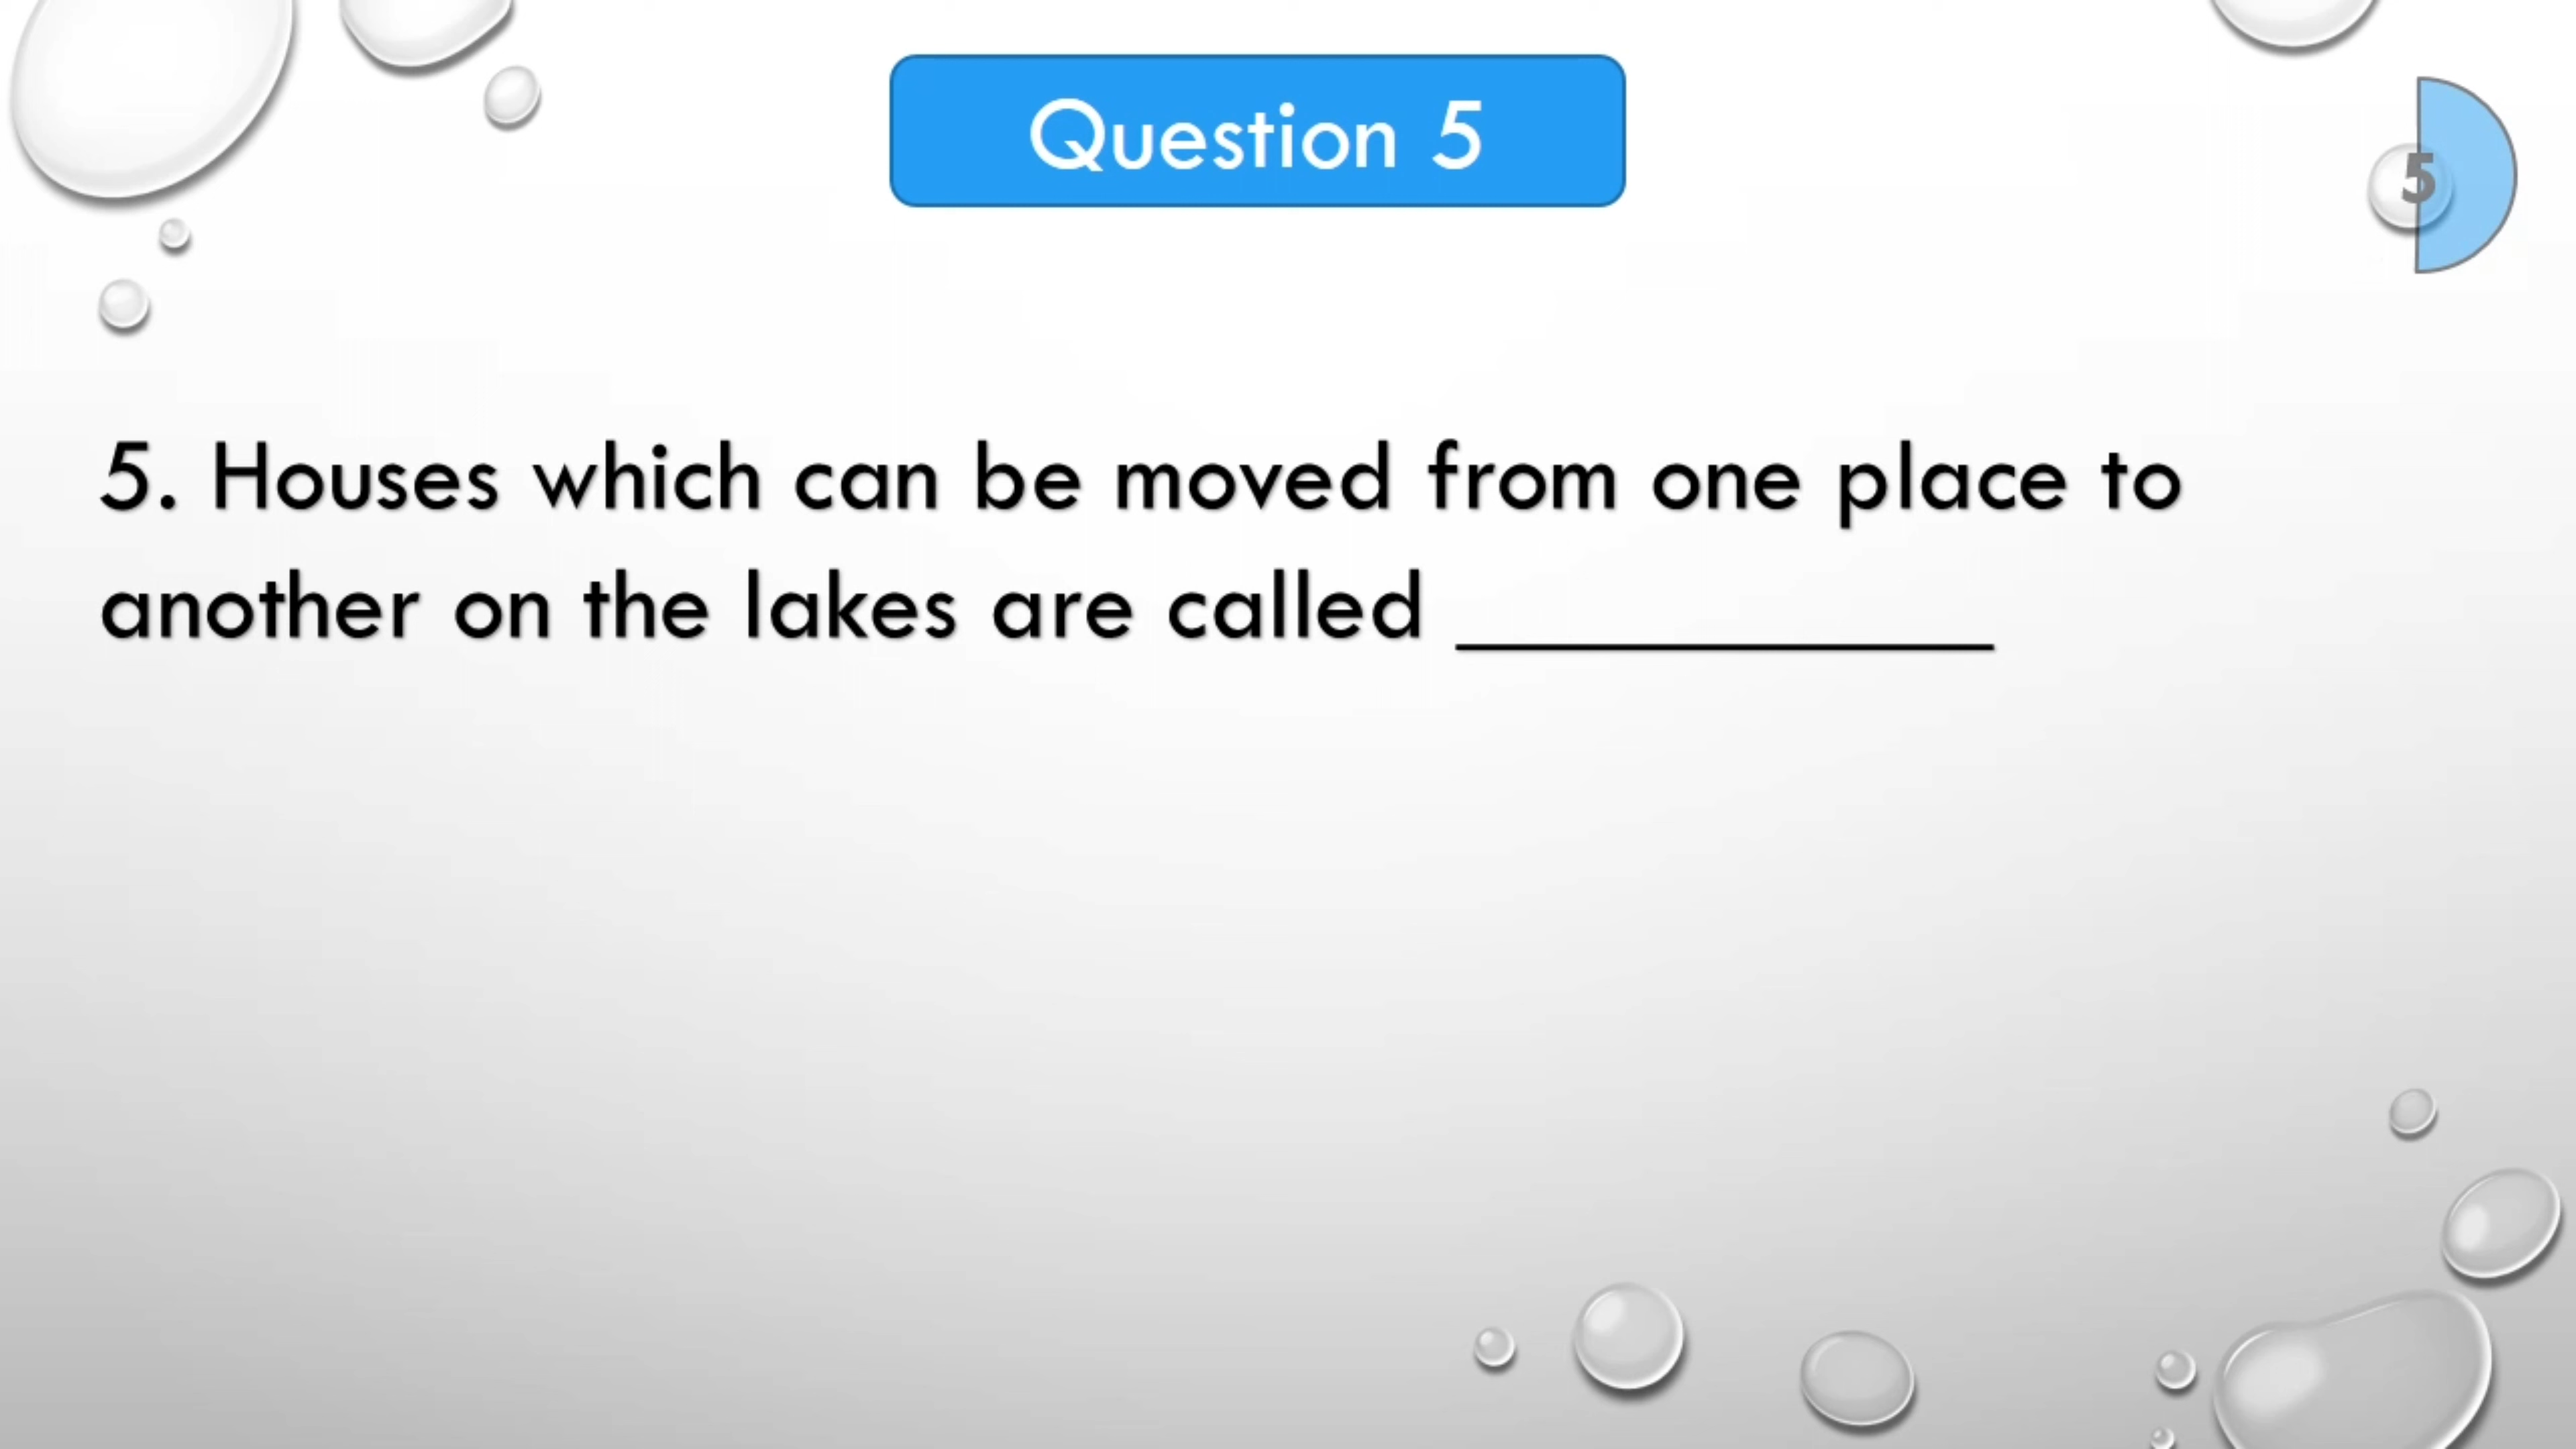 Question 5
5
5. Houses which can be moved from one place to
another on the lakes are called ____________